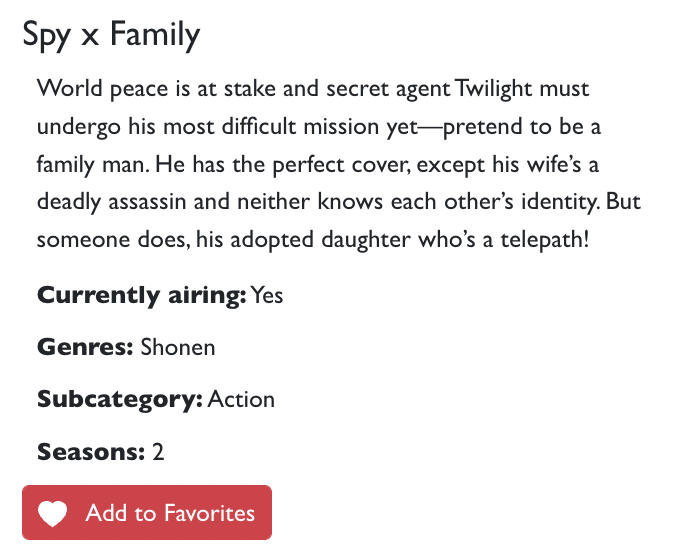 Spy x Family
World peace is at stake and secret agent Twilight must
undergo his most difficult mission yet—pretend to be a
family man. He has the perfect cover, except his wife’s a
deadly assassin and neither knows each other’s identity. But
someone does, his adopted daughter who’s a telepath!
Currently airing: Yes
Genres: Shonen
Subcategory: Action
Seasons: 2
Add to Favorites